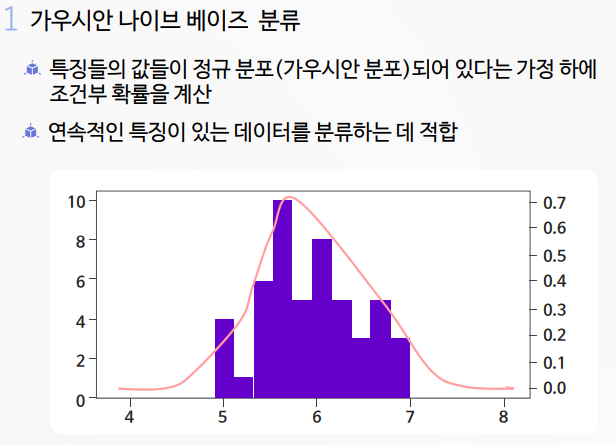 1 가우시안 나이브 베이즈 분류
특징들의 값들이 정규 분포(가우시안 분포)되어 있다는 가정 하에
조건부 확률을 계산
연속적인 특징이 있는 데이터를 분류하는 데 적합
10
8
6
4
2
0
0.7
0.6
0.5
0.4
0.3
0.2
0.1
0.0
4 5 6 7 8